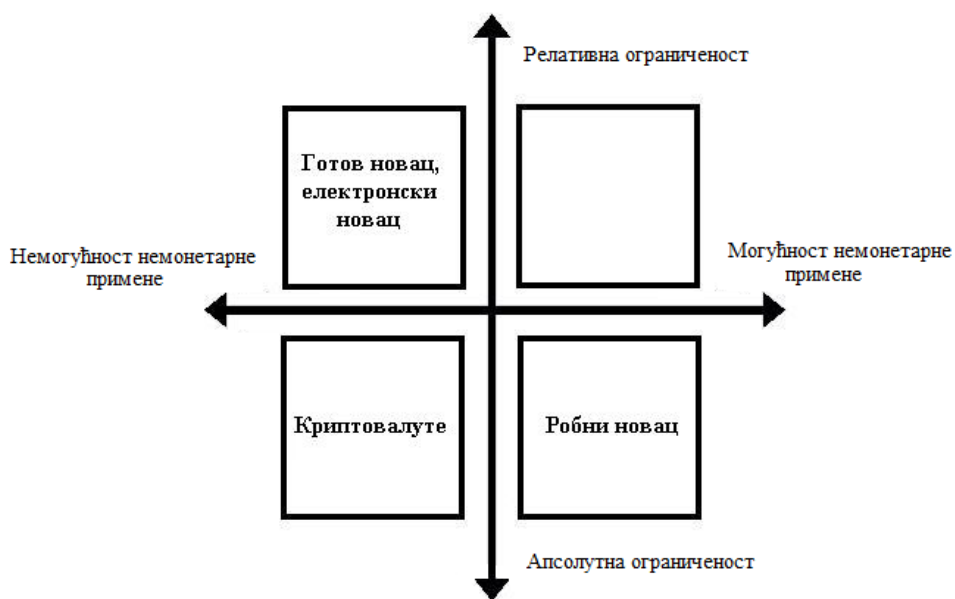 Релативна ограниченост
Готов новац,
електронски
новац
Немогућност немонетарне
примене
Могућност немонетарне
примене
Криптовалуте
Робни новац
Апсолутна ограниченост